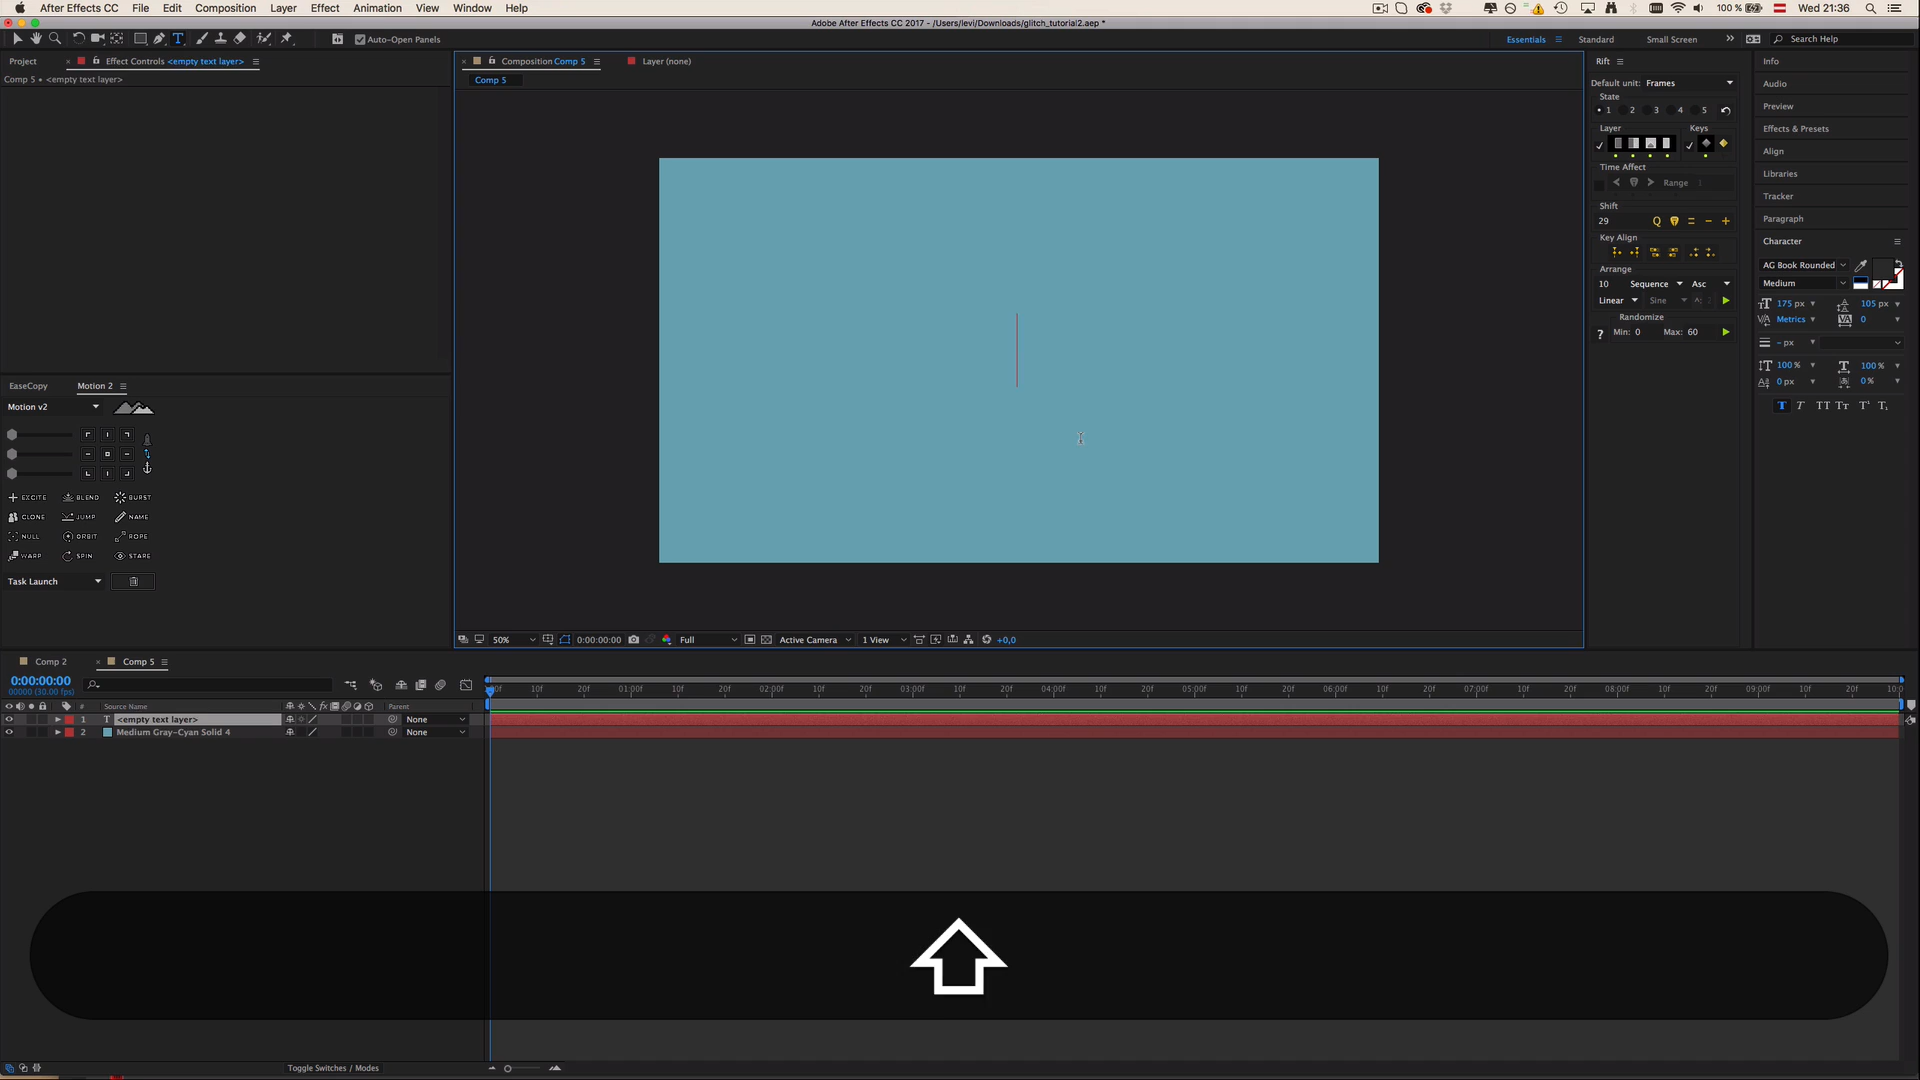 After Effects CC File Edit Composition Layer Effect Animation View Window Help 100 % Wed 21:36
Adobe After Effects CC 2017 - /Users/levi/Downloads/glitch_tutorial2.aep *
Auto-Open Panels Essentials Standard Small Screen Search Help
Project Effect Controls <empty text layer>
Comp 5 • <empty text layer>
Composition Comp 5 Layer (none)
Comp 5
Rift
Default unit: Frames
State
1 2 3 4 5
Layer Keys
Time Affect
Range 1
Shift
29
Key Align
Arrange
10 Sequence Asc
Linear Sine
Randomize
? Min: 0 Max: 60
Info
Audio
Preview
Effects & Presets
Align
Libraries
Tracker
Paragraph
Character
AG Book Rounded
Medium
175 px 105 px
Metrics 0
- px
100 % 100 %
0 px 0 %
T T TT Tt T¹ T₁
EaseCopy Motion 2
Motion v2
EXCITE BLEND BURST
CLONE JUMP NAME
NULL ORBIT ROPE
WARP SPIN STARE
Task Launch
50% 0:00:00:00 Full Active Camera 1 View +0,0
Comp 2 Comp 5
0:00:00:00
00000 (30.00 fps)
00f 10f 20f 01:00f 10f 20f 02:00f 10f 20f 03:00f 10f 20f 04:00f 10f 20f 05:00f 10f 20f 06:00f 10f 20f 07:00f 10f 20f 08:00f 10f 20f 09:00f 10f 20f 10:0
# Source Name fx Parent
1 T <empty text layer> None
2 Medium Gray-Cyan Solid 4 None
Toggle Switches / Modes